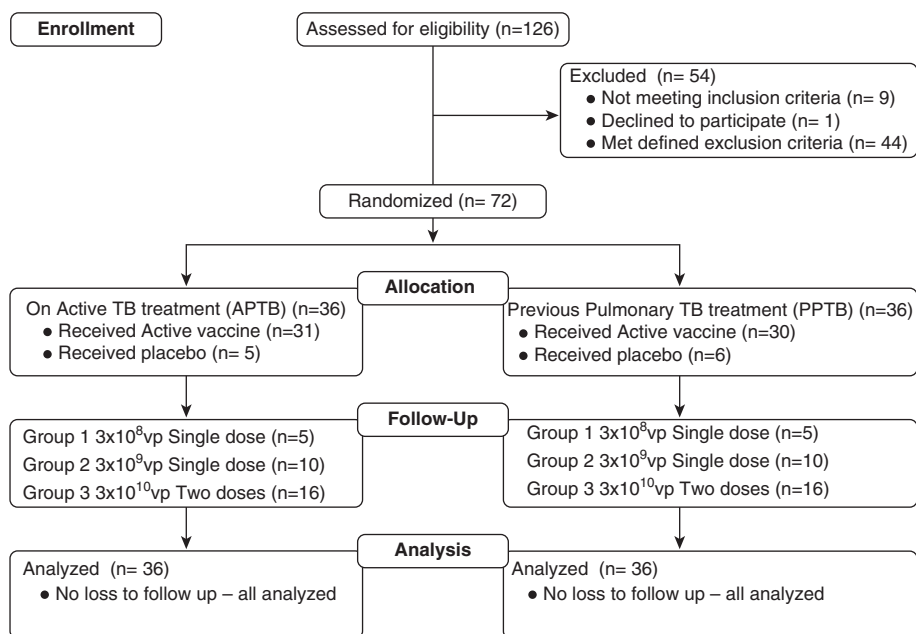 Enrollment
Assessed for eligibility (n=126)
Excluded (n= 54)
● Not meeting inclusion criteria (n= 9)
● Declined to participate (n= 1)
● Met defined exclusion criteria (n= 44)
Randomized (n= 72)
Allocation
On Active TB treatment (APTB) (n=36)
● Received Active vaccine (n=31)
● Received placebo (n= 5)
Previous Pulmonary TB treatment (PPTB) (n=36)
● Received Active vaccine (n=30)
● Received placebo (n=6)
Follow-Up
Group 1 3x10⁸vp Single dose (n=5)
Group 2 3x10⁹vp Single dose (n=10)
Group 3 3x10¹⁰vp Two doses (n=16)
Group 1 3x10⁸vp Single dose (n=5)
Group 2 3x10⁹vp Single dose (n=10)
Group 3 3x10¹⁰vp Two doses (n=16)
Analysis
Analyzed (n= 36)
● No loss to follow up – all analyzed
Analyzed (n= 36)
● No loss to follow up – all analyzed